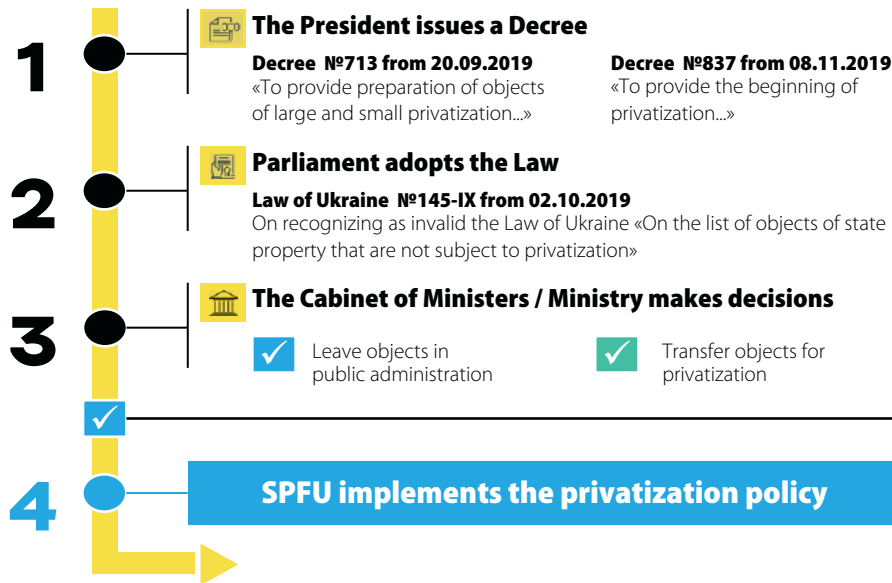 1
The President issues a Decree
Decree №713 from 20.09.2019
«To provide preparation of objects
of large and small privatization...»
Decree №837 from 08.11.2019
«To provide the beginning of
privatization...»
2
Parliament adopts the Law
Law of Ukraine №145-IX from 02.10.2019
On recognizing as invalid the Law of Ukraine «On the list of objects of state
property that are not subject to privatization»
3
The Cabinet of Ministers / Ministry makes decisions
Leave objects in
public administration
Transfer objects for
privatization
4
SPFU implements the privatization policy